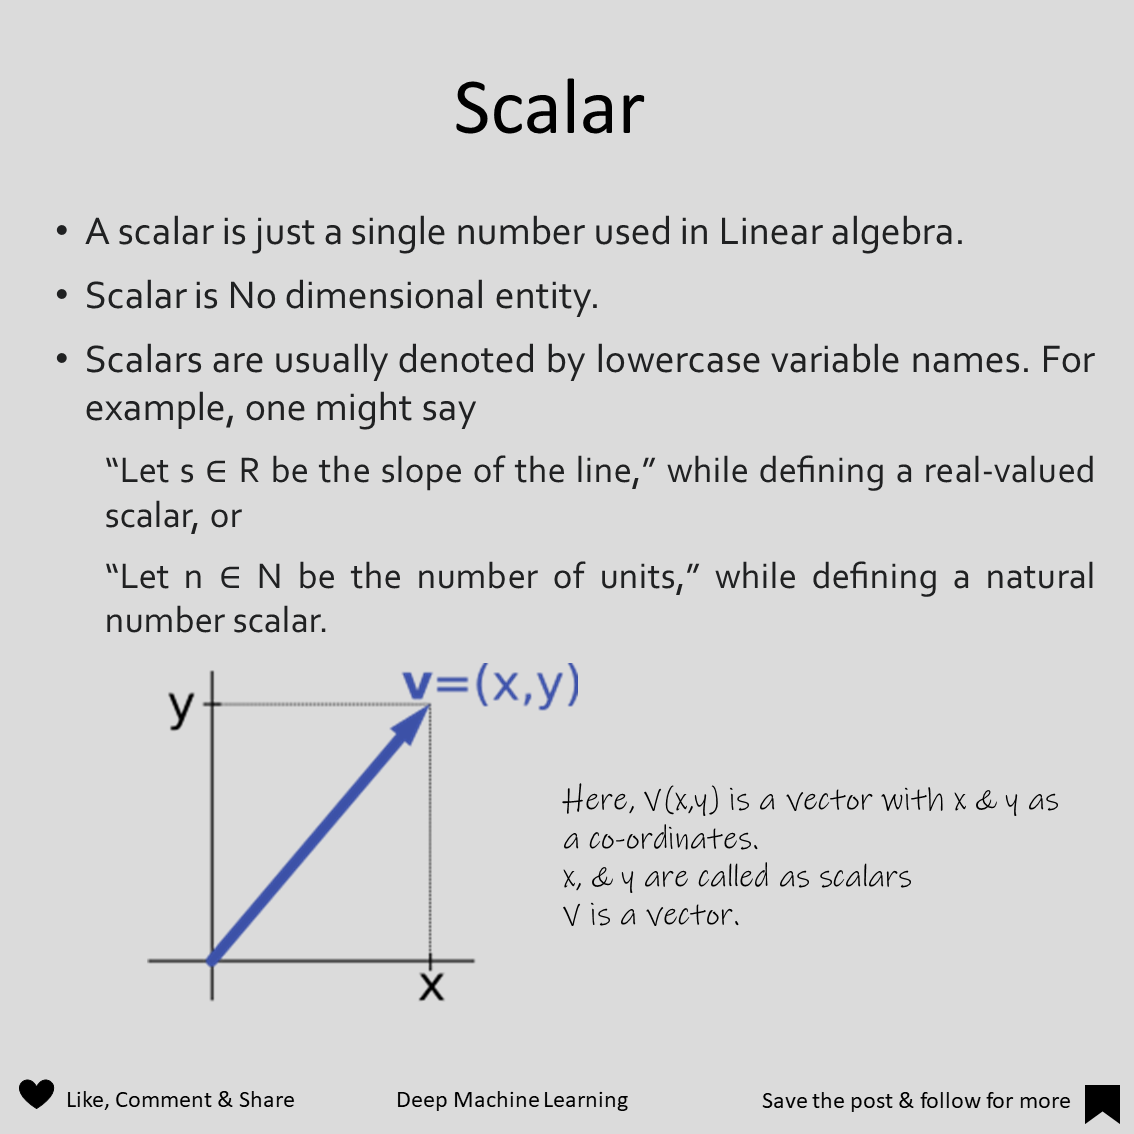 Scalar
• A scalar is just a single number used in Linear algebra.
• Scalar is No dimensional entity.
• Scalars are usually denoted by lowercase variable names. For
example, one might say
“Let s ∈ R be the slope of the line,” while defining a real-valued
scalar, or
“Let n ∈ N be the number of units,” while defining a natural
number scalar.
v=(x,y)
y
Here, V(x,y) is a vector with x & y as
a co-ordinates.
x, & y are called as scalars
V is a vector.
x
Like, Comment & Share
Deep Machine Learning
Save the post & follow for more